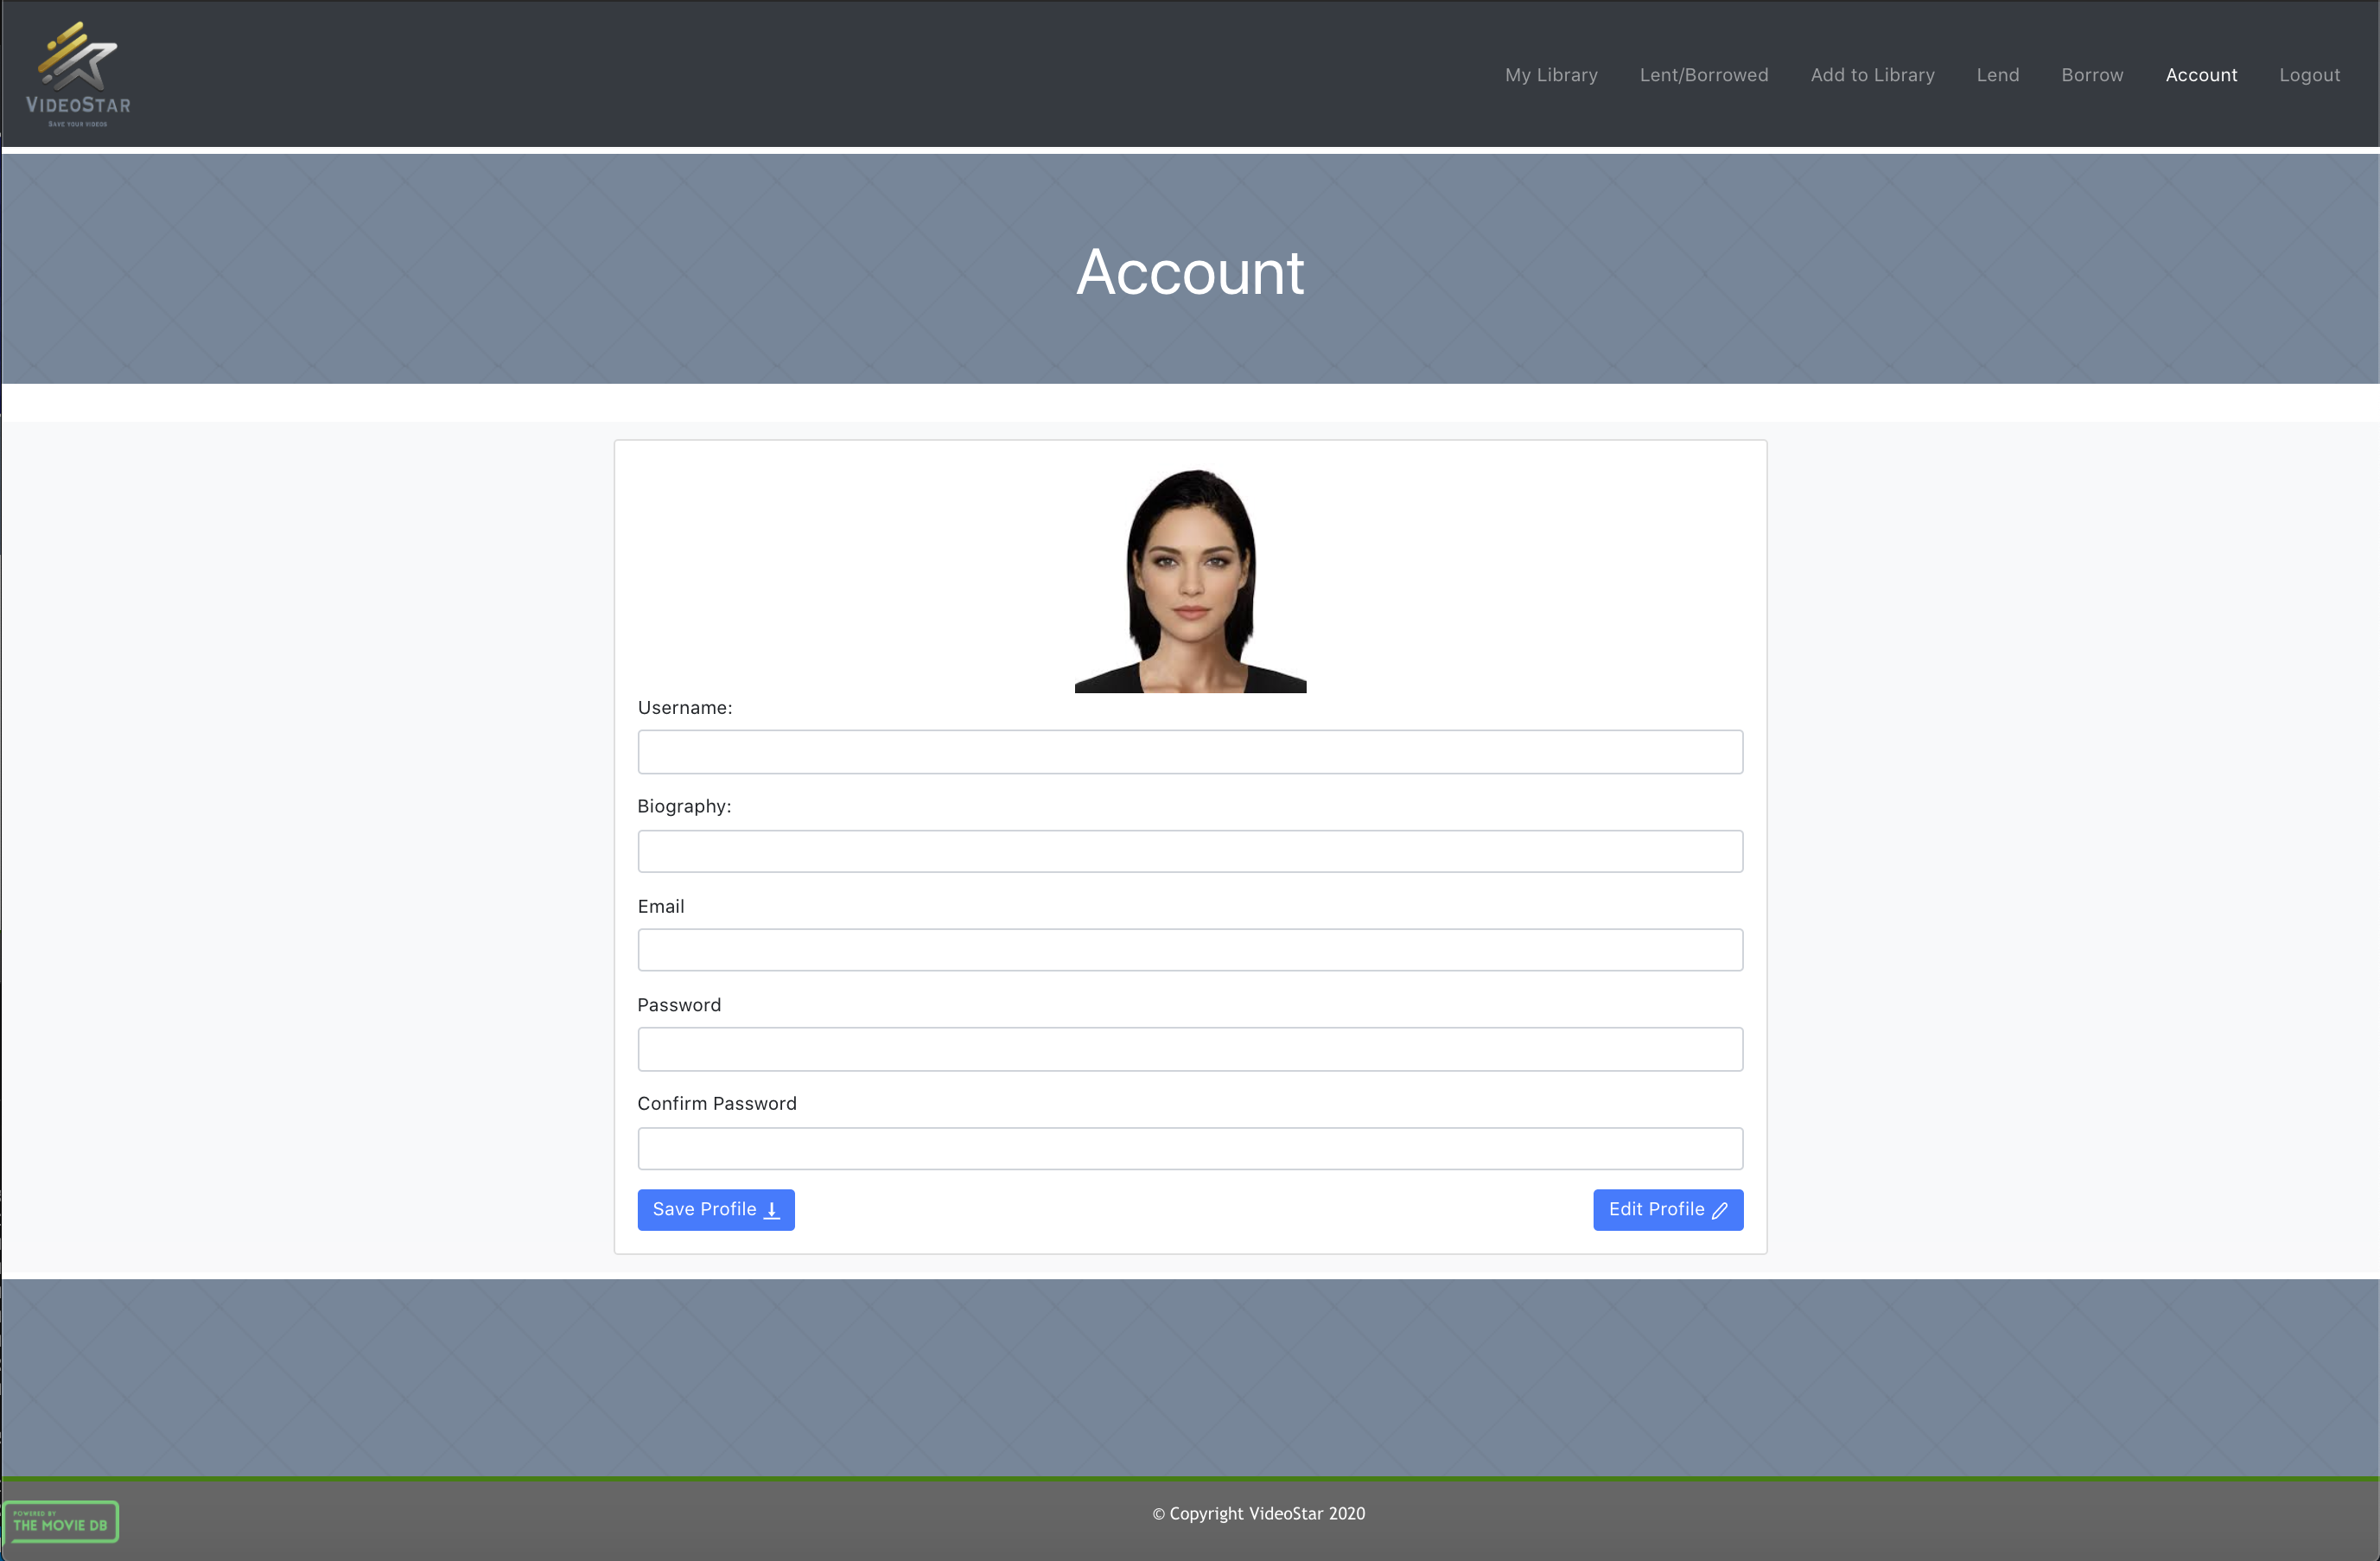 VIDEOSTAR
SAVE YOUR VIDEOS
My Library Lent/Borrowed Add to Library Lend Borrow Account Logout
Account
Username:
Biography:
Email
Password
Confirm Password
Save Profile Edit Profile
© Copyright VideoStar 2020
POWERED BY
THE MOVIE DB